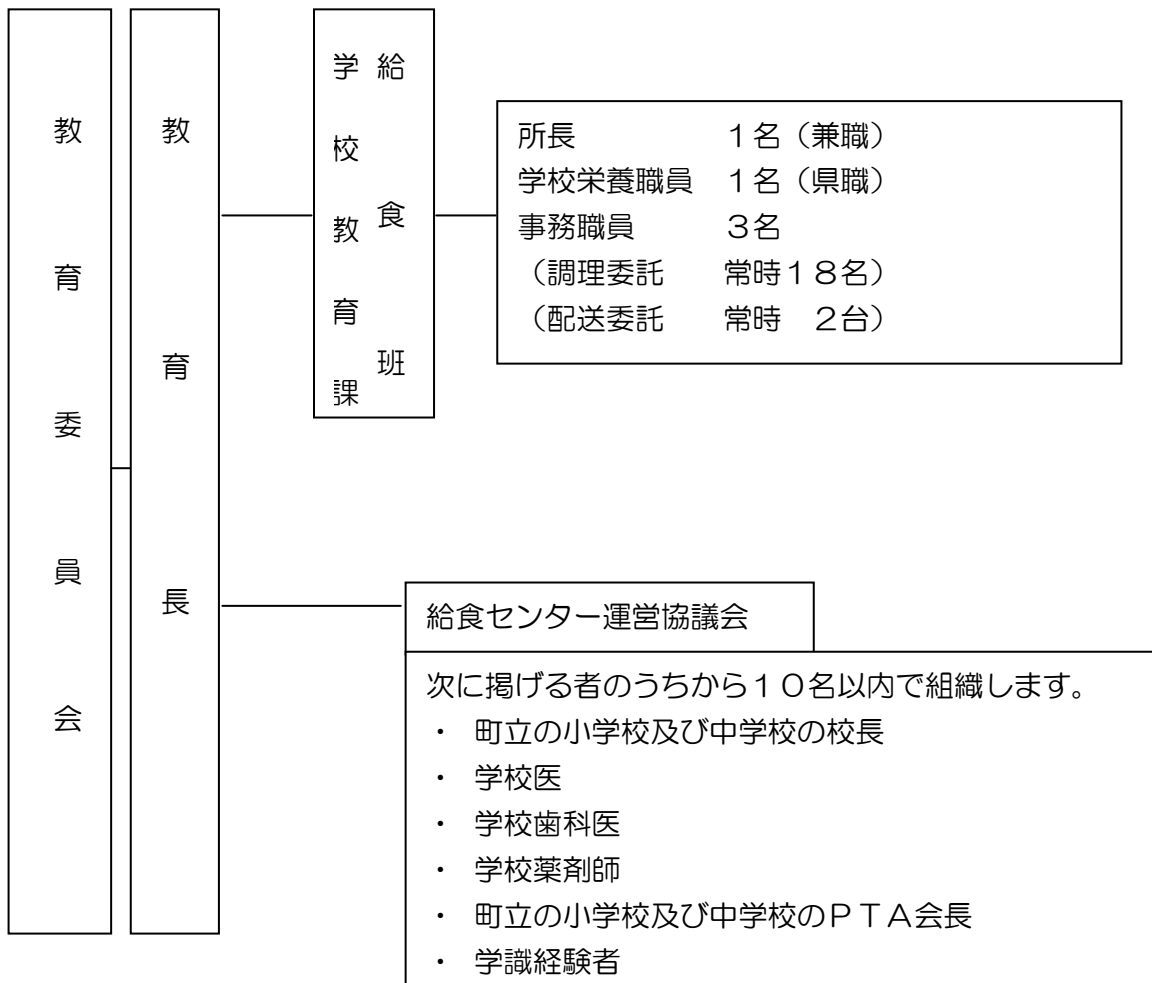 教育委員会
教育長
学校教育課
給食班
所長　　　　　１名（兼職）
学校栄養職員　１名（県職）
事務職員　　　３名
（調理委託　　常時１８名）
（配送委託　　常時　２台）
給食センター運営協議会
次に掲げる者のうちから１０名以内で組織します。
・　町立の小学校及び中学校の校長
・　学校医
・　学校歯科医
・　学校薬剤師
・　町立の小学校及び中学校のＰＴＡ会長
・　学識経験者